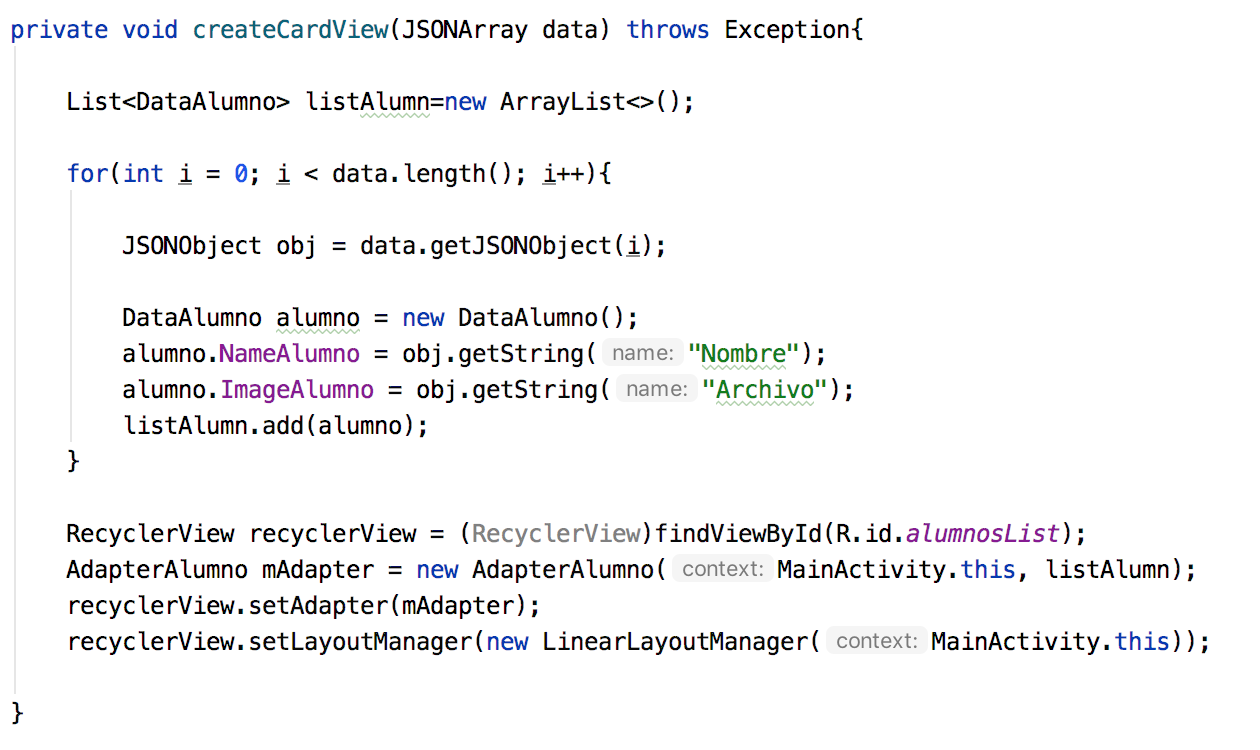 private void createCardView(JSONArray data) throws Exception{
List<DataAlumno> listAlumn=new ArrayList<>();
for(int i = 0; i < data.length(); i++){
JSONObject obj = data.getJSONObject(i);
DataAlumno alumno = new DataAlumno();
alumno.NameAlumno = obj.getString( name: "Nombre");
alumno.ImageAlumno = obj.getString( name: "Archivo");
listAlumn.add(alumno);
}
RecyclerView recyclerView = (RecyclerView)findViewById(R.id.alumnosList);
AdapterAlumno mAdapter = new AdapterAlumno( context: MainActivity.this, listAlumn);
recyclerView.setAdapter(mAdapter);
recyclerView.setLayoutManager(new LinearLayoutManager( context: MainActivity.this));
}